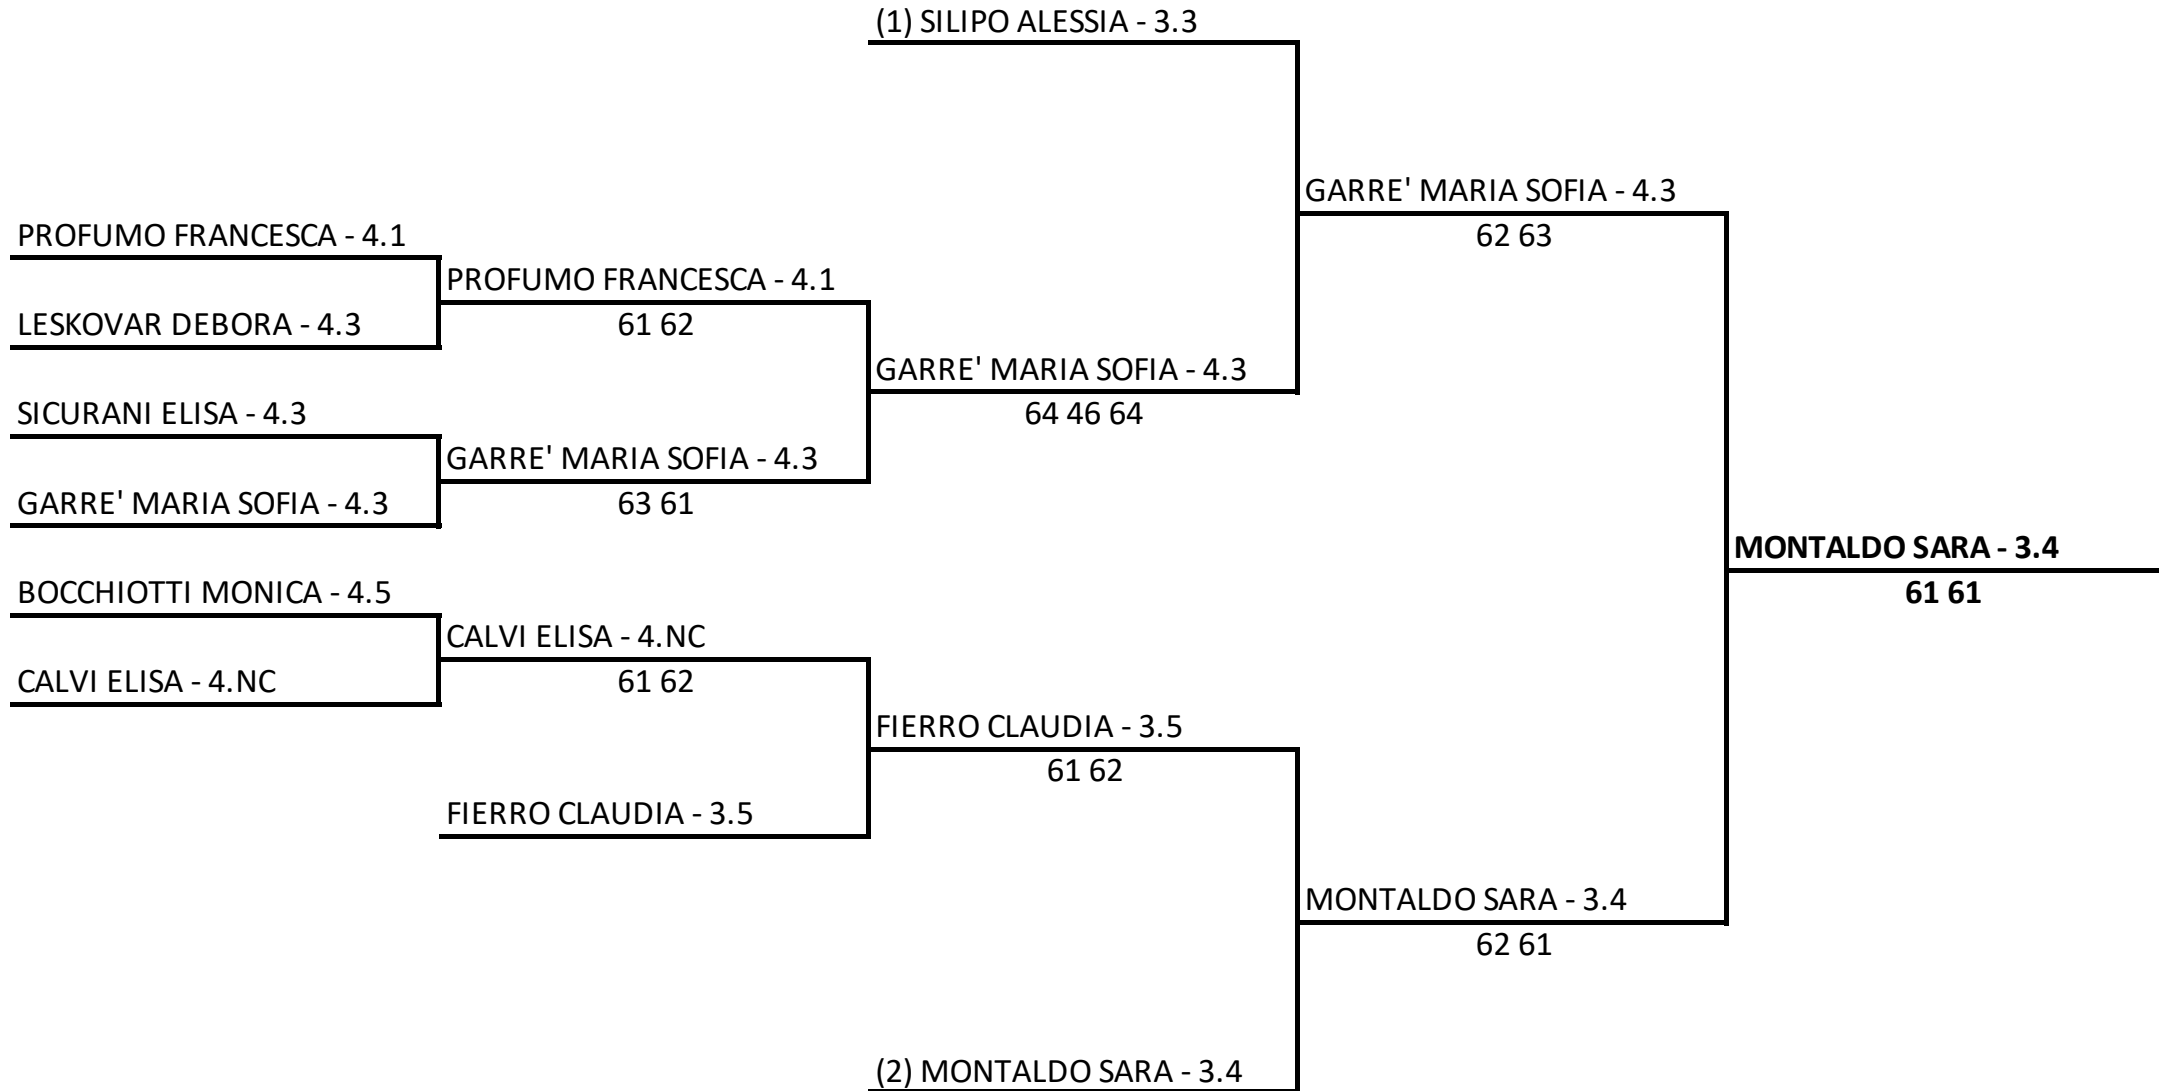 (1) SILIPO ALESSIA - 3.3
GARRE' MARIA SOFIA - 4.3
62 63
PROFUMO FRANCESCA - 4.1
PROFUMO FRANCESCA - 4.1
LESKOVAR DEBORA - 4.3
61 62
GARRE' MARIA SOFIA - 4.3
SICURANI ELISA - 4.3
64 46 64
GARRE' MARIA SOFIA - 4.3
GARRE' MARIA SOFIA - 4.3
63 61
MONTALDO SARA - 3.4
BOCCHIOTTI MONICA - 4.5
61 61
CALVI ELISA - 4.NC
CALVI ELISA - 4.NC
61 62
FIERRO CLAUDIA - 3.5
61 62
FIERRO CLAUDIA - 3.5
MONTALDO SARA - 3.4
62 61
(2) MONTALDO SARA - 3.4